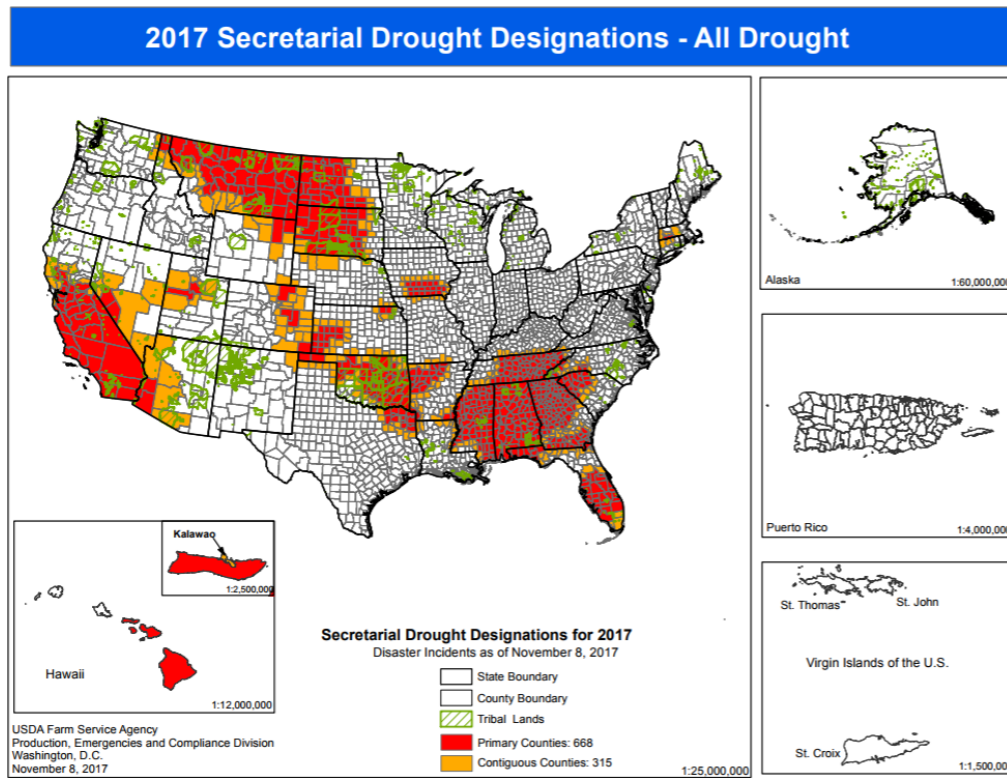 2017 Secretarial Drought Designations - All Drought
Alaska
1:60,000,000
Puerto Rico
1:4,000,000
St. Thomas
St. John
Virgin Islands of the U.S.
St. Croix
1:1,500,000
Kalawao
1:2,500,000
Hawaii
1:12,000,000
Secretarial Drought Designations for 2017
Disaster Incidents as of November 8, 2017
State Boundary
County Boundary
Tribal Lands
Primary Counties: 668
Contiguous Counties: 315
USDA Farm Service Agency
Production, Emergencies and Compliance Division
Washington, D.C.
November 8, 2017
1:25,000,000